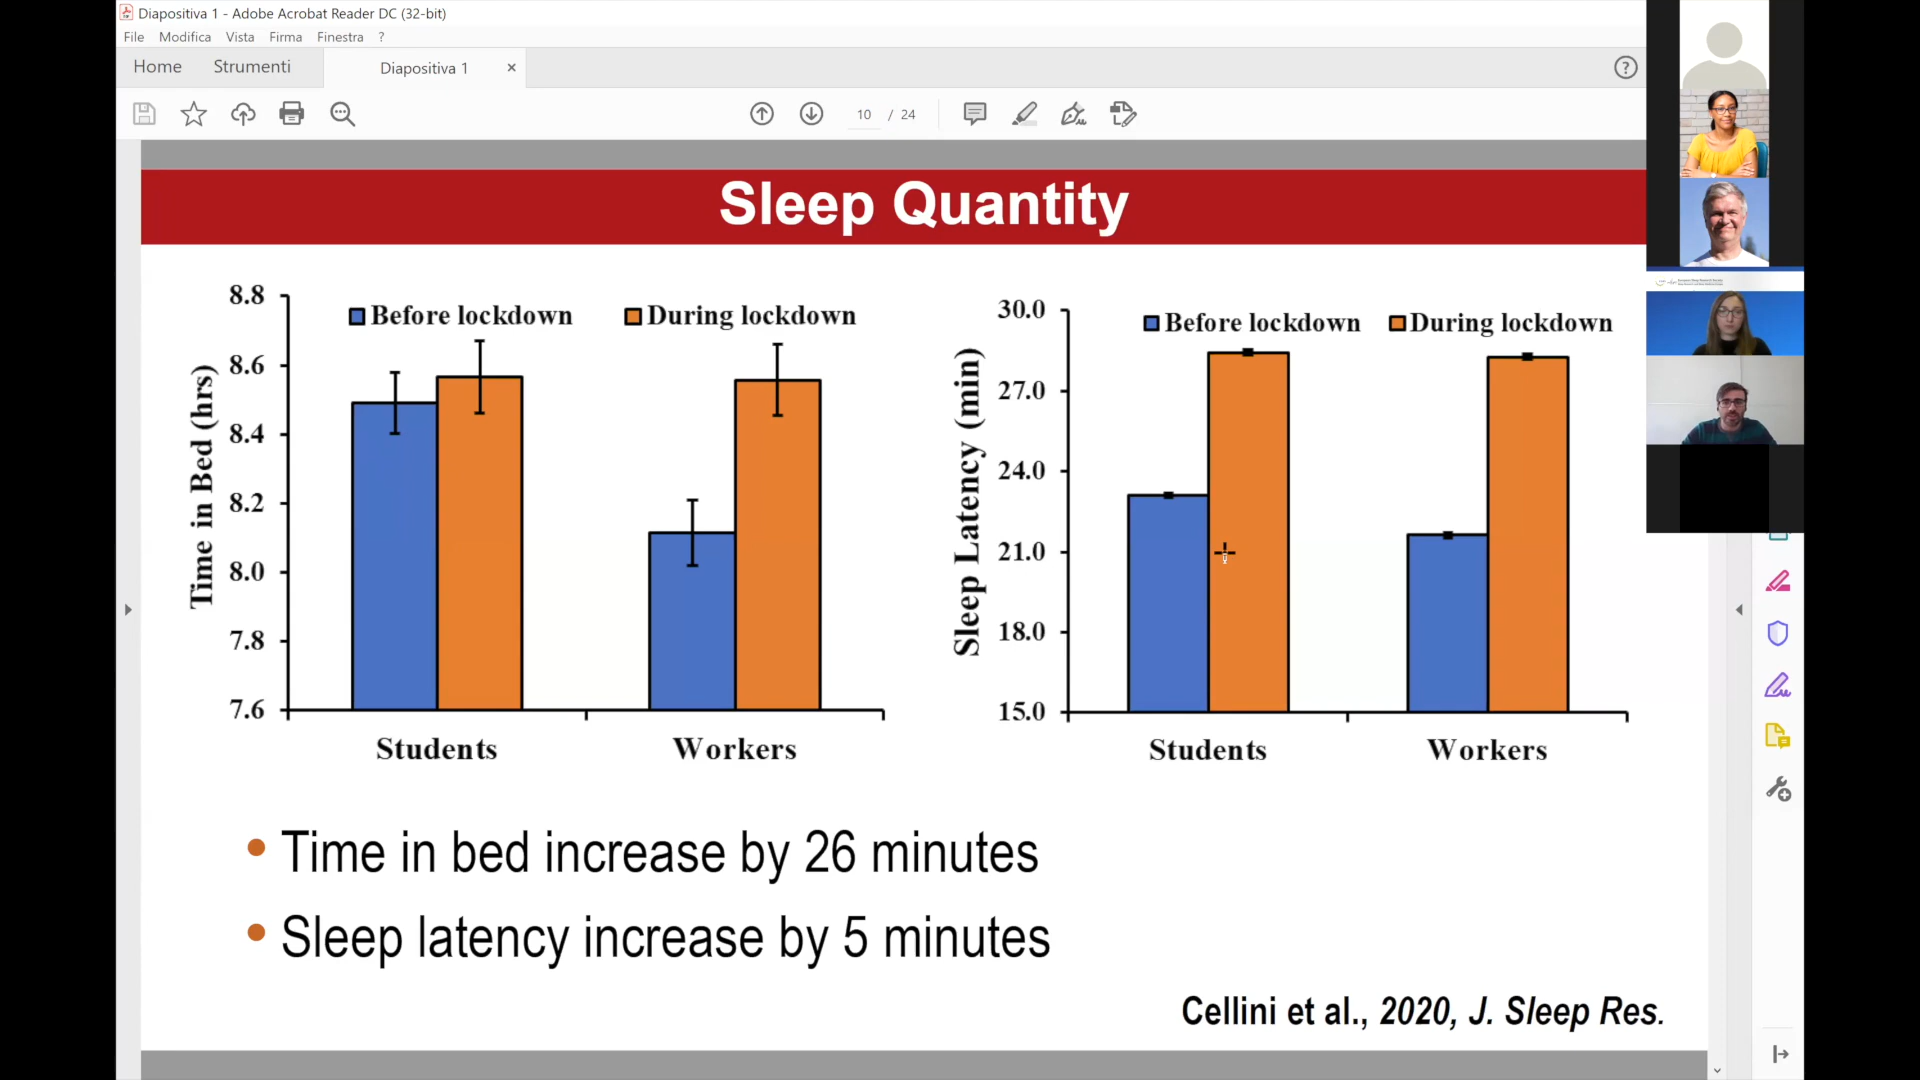 Diapositiva 1 - Adobe Acrobat Reader DC (32-bit)
File Modifica Vista Firma Finestra ?
Home Strumenti Diapositiva 1 ×
10 / 24
Sleep Quantity
Before lockdown During lockdown
Time in Bed (hrs)
8.8
8.6
8.4
8.2
8.0
7.8
7.6
Students Workers
Before lockdown During lockdown
Sleep Latency (min)
30.0
27.0
24.0
21.0
18.0
15.0
Students Workers
• Time in bed increase by 26 minutes
• Sleep latency increase by 5 minutes
Cellini et al., 2020, J. Sleep Res.